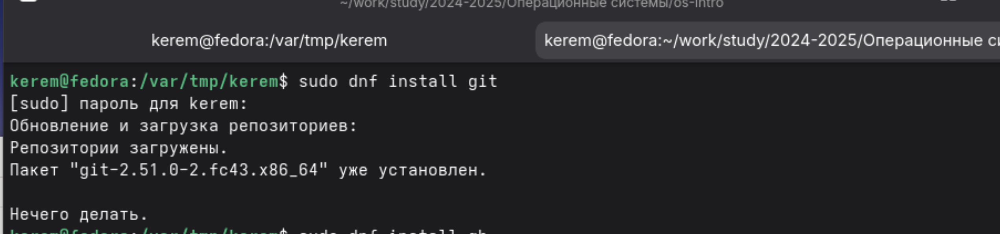 ~/work/study/2024-2025/Операционные системы/os-intro
kerem@fedora:/var/tmp/kerem
kerem@fedora:~/work/study/2024-2025/Операционные си
kerem@fedora:/var/tmp/kerem$ sudo dnf install git
[sudo] пароль для kerem:
Обновление и загрузка репозиториев:
Репозитории загружены.
Пакет "git-2.51.0-2.fc43.x86_64" уже установлен.
Нечего делать.
kerem@fedora:/var/tmp/kerem$ sudo dnf install gh